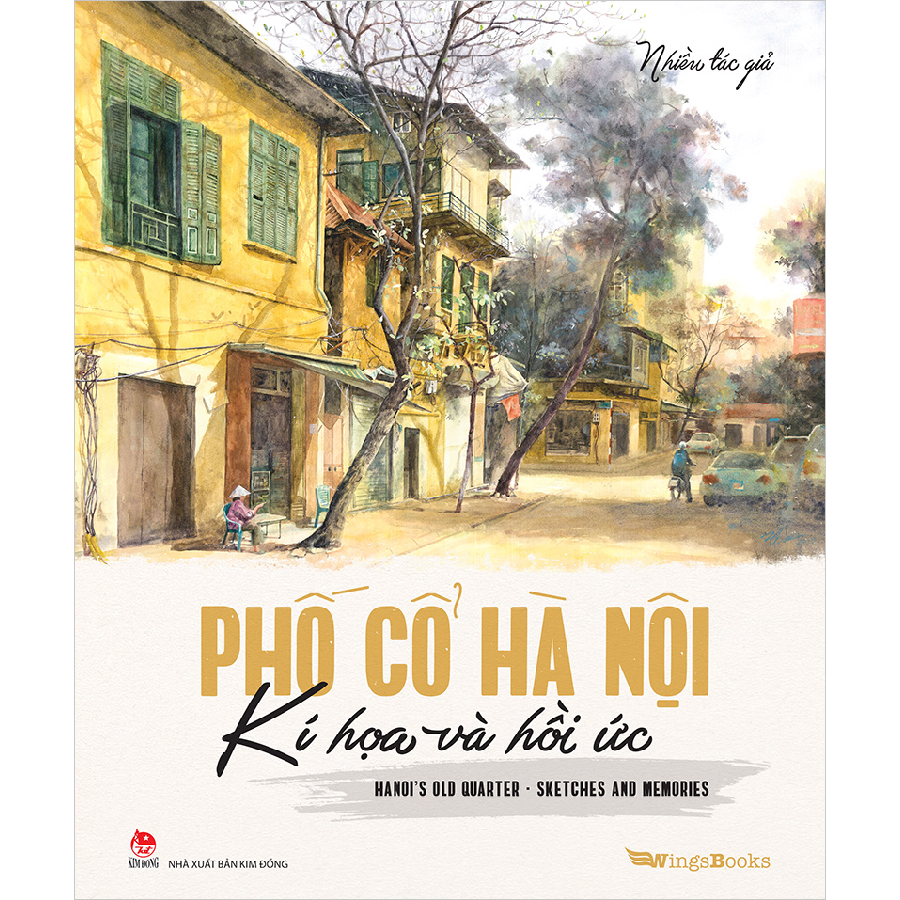 Nhiều tác giả
PHỐ CỔ HÀ NỘI
Kí họa và hồi ức
HANOI'S OLD QUARTER - SKETCHES AND MEMORIES
KIM ĐỒNG
NHÀ XUẤT BẢN KIM ĐỒNG
WingsBooks